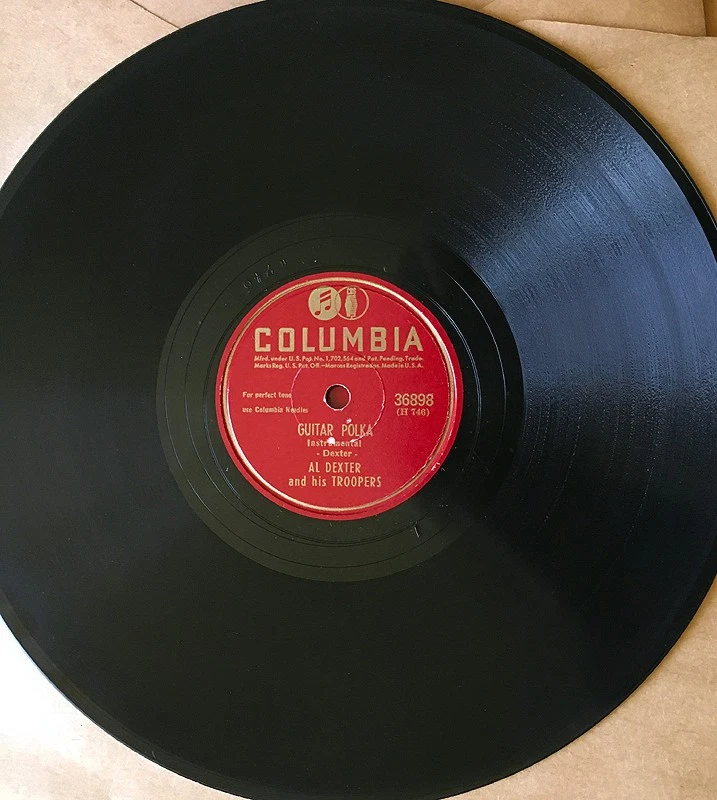 COLUMBIA
Mfrd. under U.S. Pat. No. 1,702,564 and Pat. Pending. Trade
Marks Reg. U.S. Pat. Off.—Marcas Registradas. Made in U.S.A.
For perfect tone
use Columbia Needles
36898
(H 746)
GUITAR POLKA
Instrumental
- Dexter -
AL DEXTER
and his TROOPERS